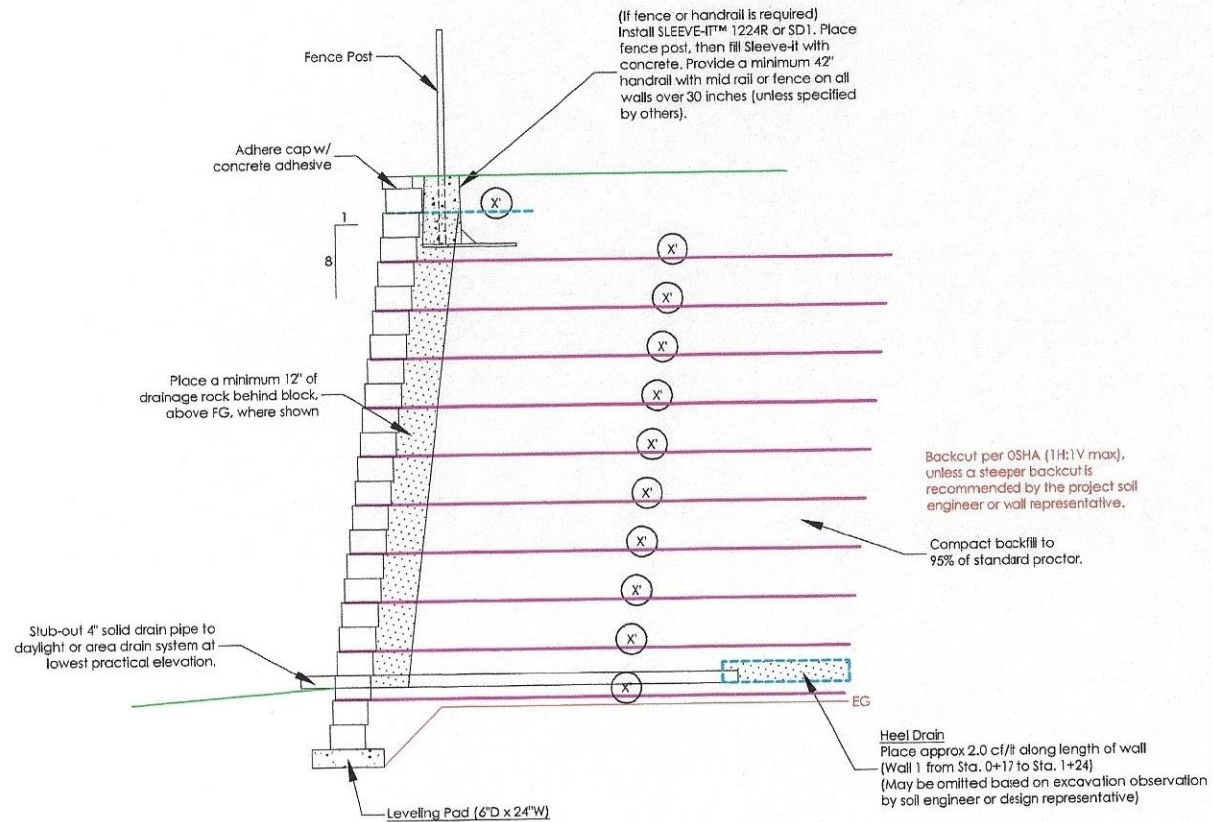 (If fence or handrail is required)
Install SLEEVE-IT™ 1224R or SD1. Place
fence post, then fill Sleeve-it with
concrete. Provide a minimum 42"
handrail with mid rail or fence on all
walls over 30 inches (unless specified
by others).
Fence Post
Adhere cap w/
concrete adhesive
1
8
X'
X'
X'
X'
X'
X'
X'
X'
X'
X'
X'
Place a minimum 12" of
drainage rock behind block,
above FG, where shown
Backcut per OSHA (1H:1V max),
unless a steeper backcut is
recommended by the project soil
engineer or wall representative.
Compact backfill to
95% of standard proctor.
Stub-out 4" solid drain pipe to
daylight or area drain system at
lowest practical elevation.
EG
Heel Drain
Place approx 2.0 cf/ft along length of wall
(Wall 1 from Sta. 0+17 to Sta. 1+24)
(May be omitted based on excavation observation
by soil engineer or design representative)
Leveling Pad (6"D x 24"W)